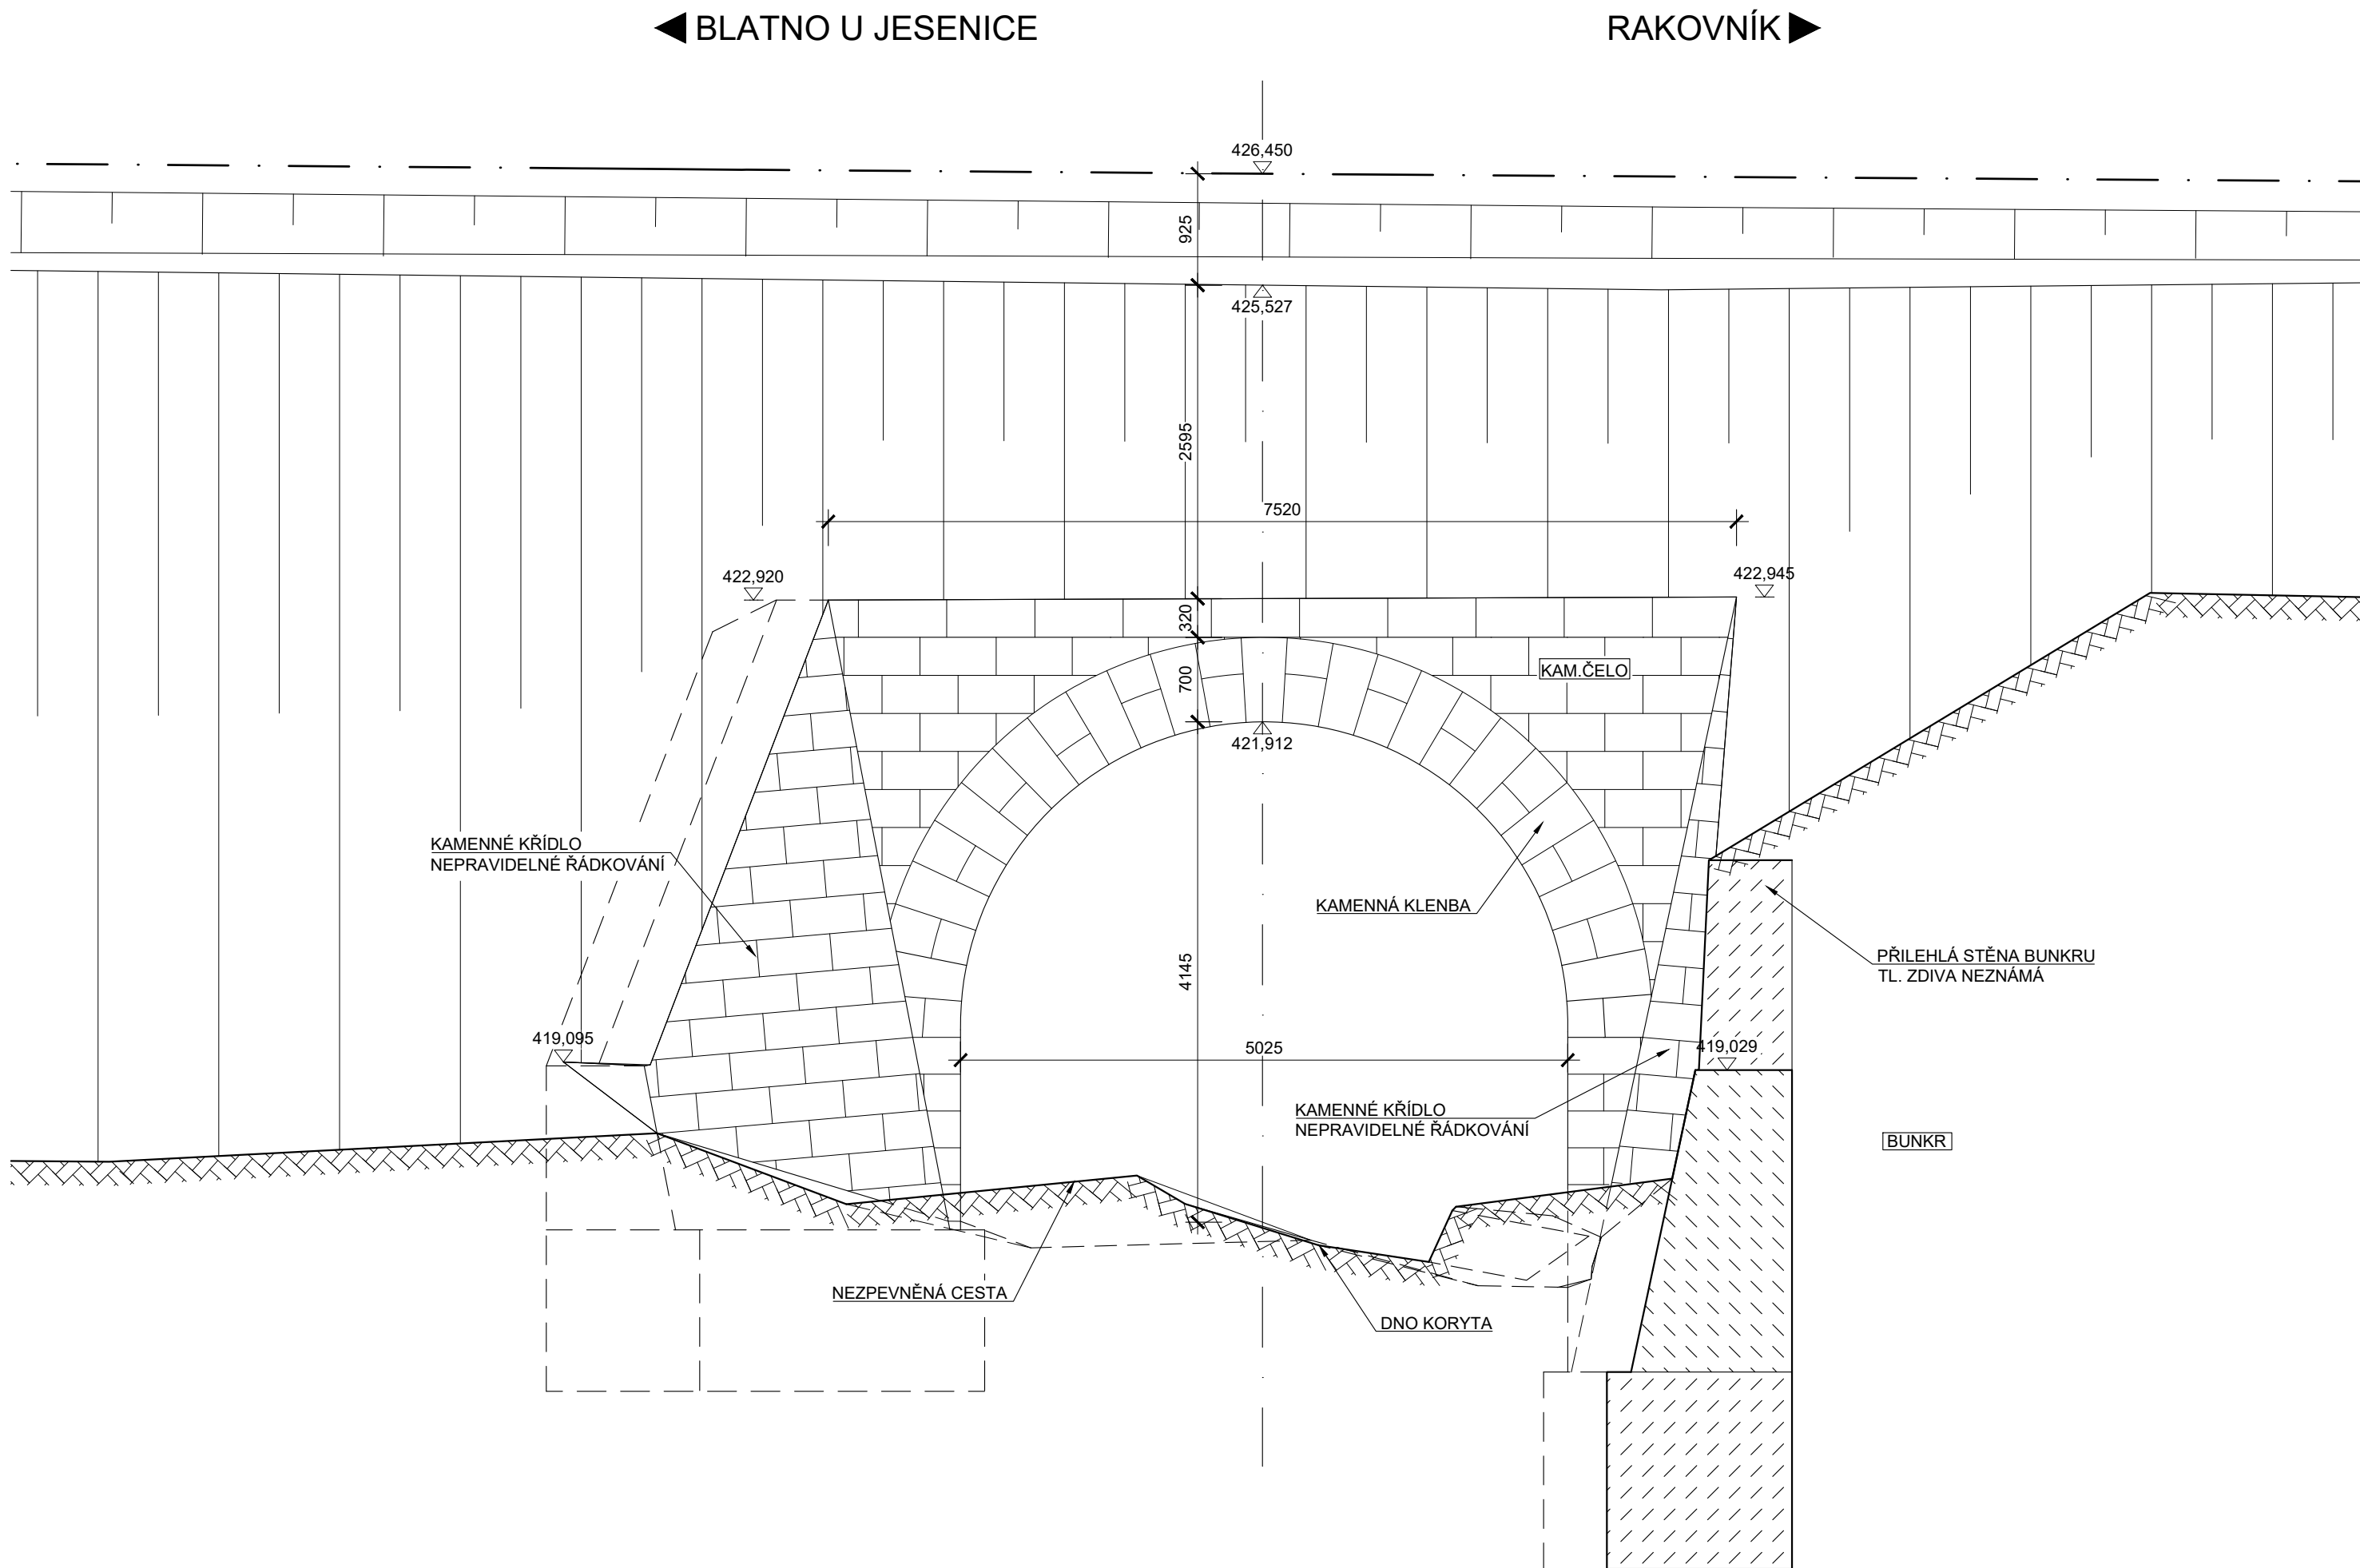 BLATNO U JESENICE
RAKOVNÍK
426,450
925
425,527
2595
7520
422,920
422,945
320
KAM.ČELO
700
421,912
KAMENNÉ KŘÍDLO
NEPRAVIDELNÉ ŘÁDKOVÁNÍ
KAMENNÁ KLENBA
PŘILEHLÁ STĚNA BUNKRU
TL. ZDIVA NEZNÁMÁ
4145
419,095
5025
419,029
KAMENNÉ KŘÍDLO
NEPRAVIDELNÉ ŘÁDKOVÁNÍ
BUNKR
NEZPEVNĚNÁ CESTA
DNO KORYTA